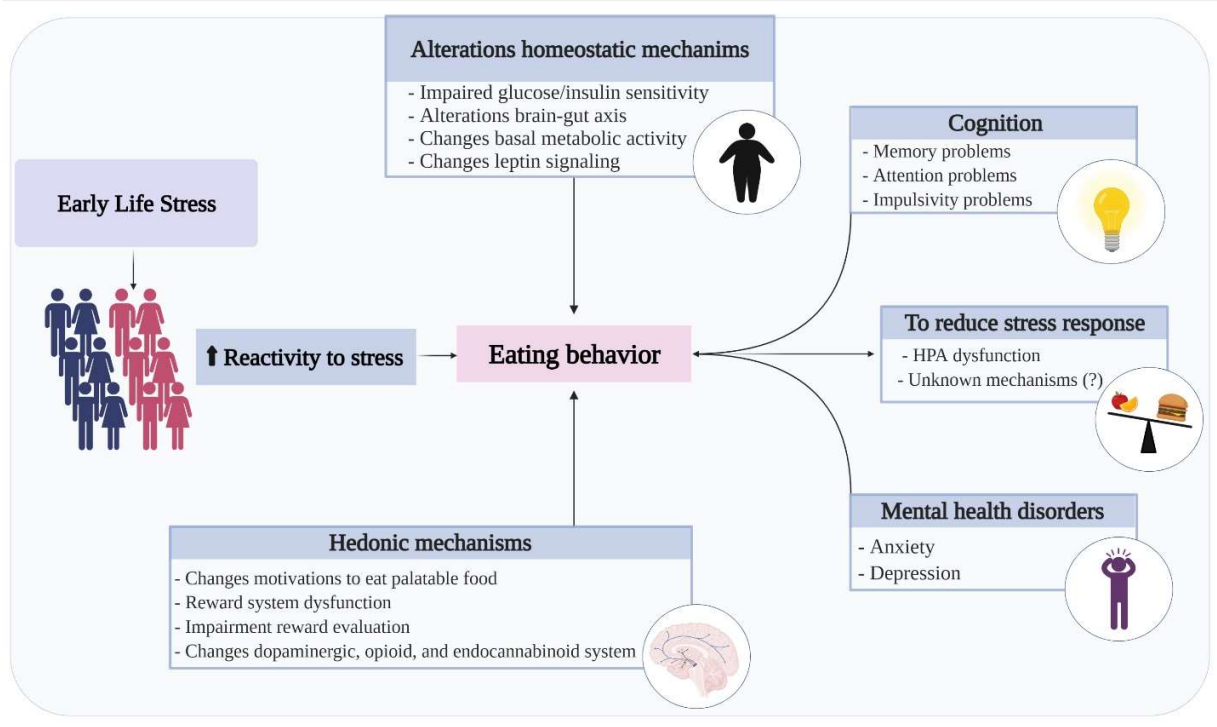 Alterations homeostatic mechanims
- Impaired glucose/insulin sensitivity
- Alterations brain-gut axis
- Changes basal metabolic activity
- Changes leptin signaling
Early Life Stress
⬆ Reactivity to stress
Eating behavior
Cognition
- Memory problems
- Attention problems
- Impulsivity problems
To reduce stress response
- HPA dysfunction
- Unknown mechanisms (?)
Mental health disorders
- Anxiety
- Depression
Hedonic mechanisms
- Changes motivations to eat palatable food
- Reward system dysfunction
- Impairment reward evaluation
- Changes dopaminergic, opioid, and endocannabinoid system